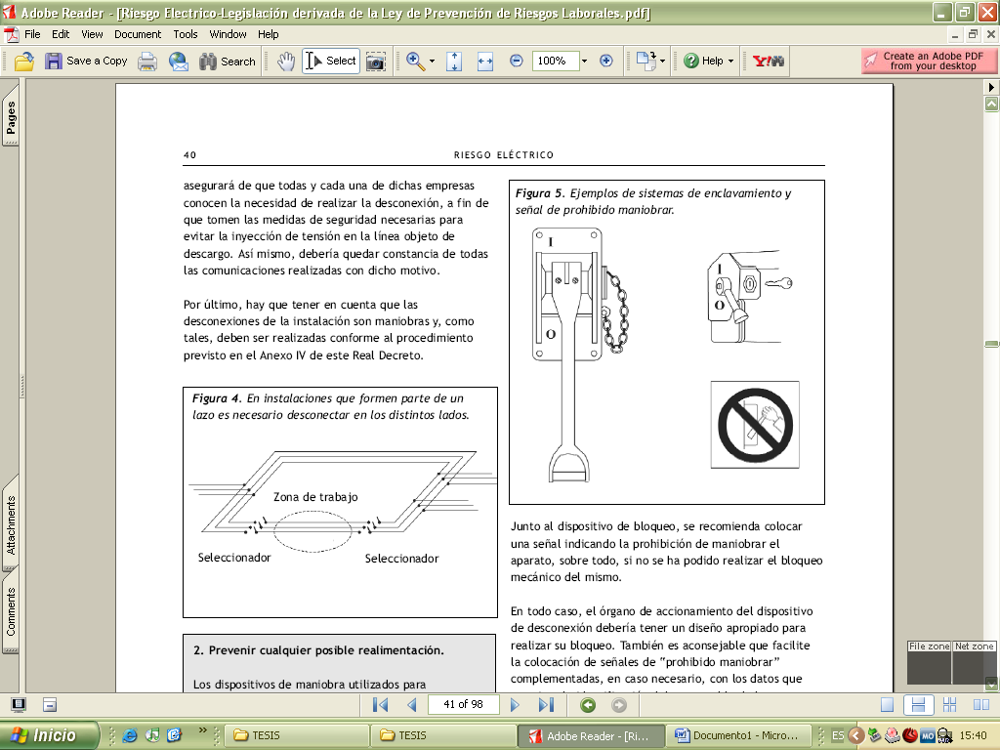 Adobe Reader - [Riesgo Electrico-Legislación derivada de la Ley de Prevención de Riesgos Laborales.pdf]
File Edit View Document Tools Window Help
Save a Copy Search Select 100% Help Y! Create an Adobe PDF
from your desktop
Pages
Attachments
Comments
40 RIESGO ELÉCTRICO
asegurará de que todas y cada una de dichas empresas
conocen la necesidad de realizar la desconexión, a fin de
que tomen las medidas de seguridad necesarias para
evitar la inyección de tensión en la línea objeto de
descargo. Así mismo, debería quedar constancia de todas
las comunicaciones realizadas con dicho motivo.
Por último, hay que tener en cuenta que las
desconexiones de la instalación son maniobras y, como
tales, deben ser realizadas conforme al procedimiento
previsto en el Anexo IV de este Real Decreto.
Figura 4. En instalaciones que formen parte de un
lazo es necesario desconectar en los distintos lados.
Zona de trabajo
Seleccionador Seleccionador
2. Prevenir cualquier posible realimentación.
Los dispositivos de maniobra utilizados para
Figura 5. Ejemplos de sistemas de enclavamiento y
señal de prohibido maniobrar.
I
O
I
O
Junto al dispositivo de bloqueo, se recomienda colocar
una señal indicando la prohibición de maniobrar el
aparato, sobre todo, si no se ha podido realizar el bloqueo
mecánico del mismo.
En todo caso, el órgano de accionamiento del dispositivo
de desconexión debería tener un diseño apropiado para
realizar su bloqueo. También es aconsejable que facilite
la colocación de señales de “prohibido maniobrar”
complementadas, en caso necesario, con los datos que
File zone Net zone
41 of 98
Inicio » TESIS TESIS Adobe Reader - [Ri... Documento1 - Micro... ES MO 15:40